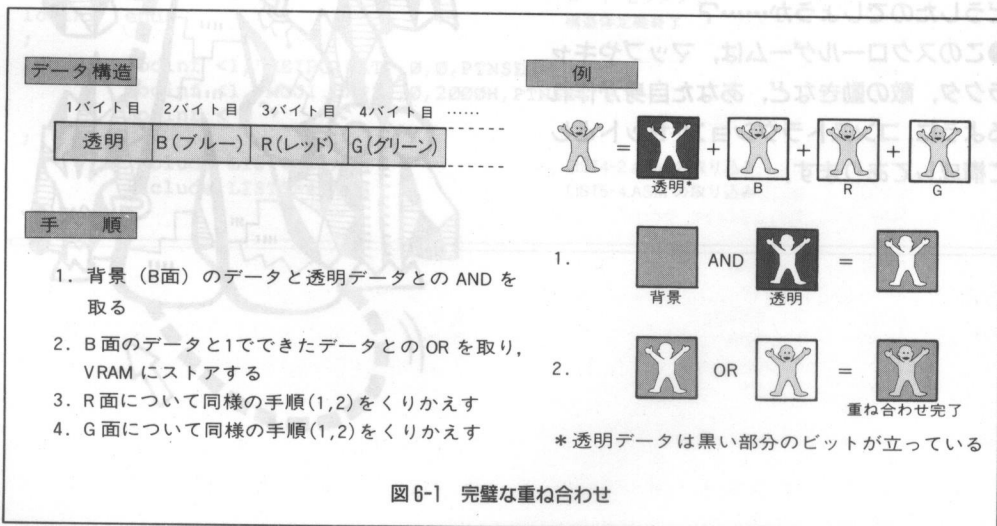 データ構造
1バイト目 2バイト目 3バイト目 4バイト目 ……
透明 B(ブルー) R(レッド) G(グリーン)
手 順
1. 背景(B面)のデータと透明データとの AND を
取る
2. B面のデータと1でできたデータとの OR を取り,
VRAM にストアする
3. R面について同様の手順(1,2)をくりかえす
4. G面について同様の手順(1,2)をくりかえす
例
= + + +
透明* B R G
1. AND =
背景 透明
2. OR =
重ね合わせ完了
*透明データは黒い部分のビットが立っている
図6-1 完璧な重ね合わせ